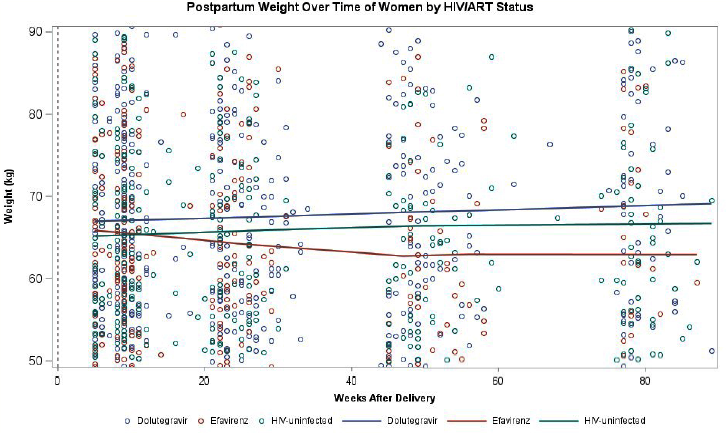 Postpartum Weight Over Time of Women by HIV/ART Status
90
80
70
60
50
Weight (kg)
0 20 40 60 80
Weeks After Delivery
Dolutegravir Efavirenz HIV-uninfected Dolutegravir Efavirenz HIV-uninfected